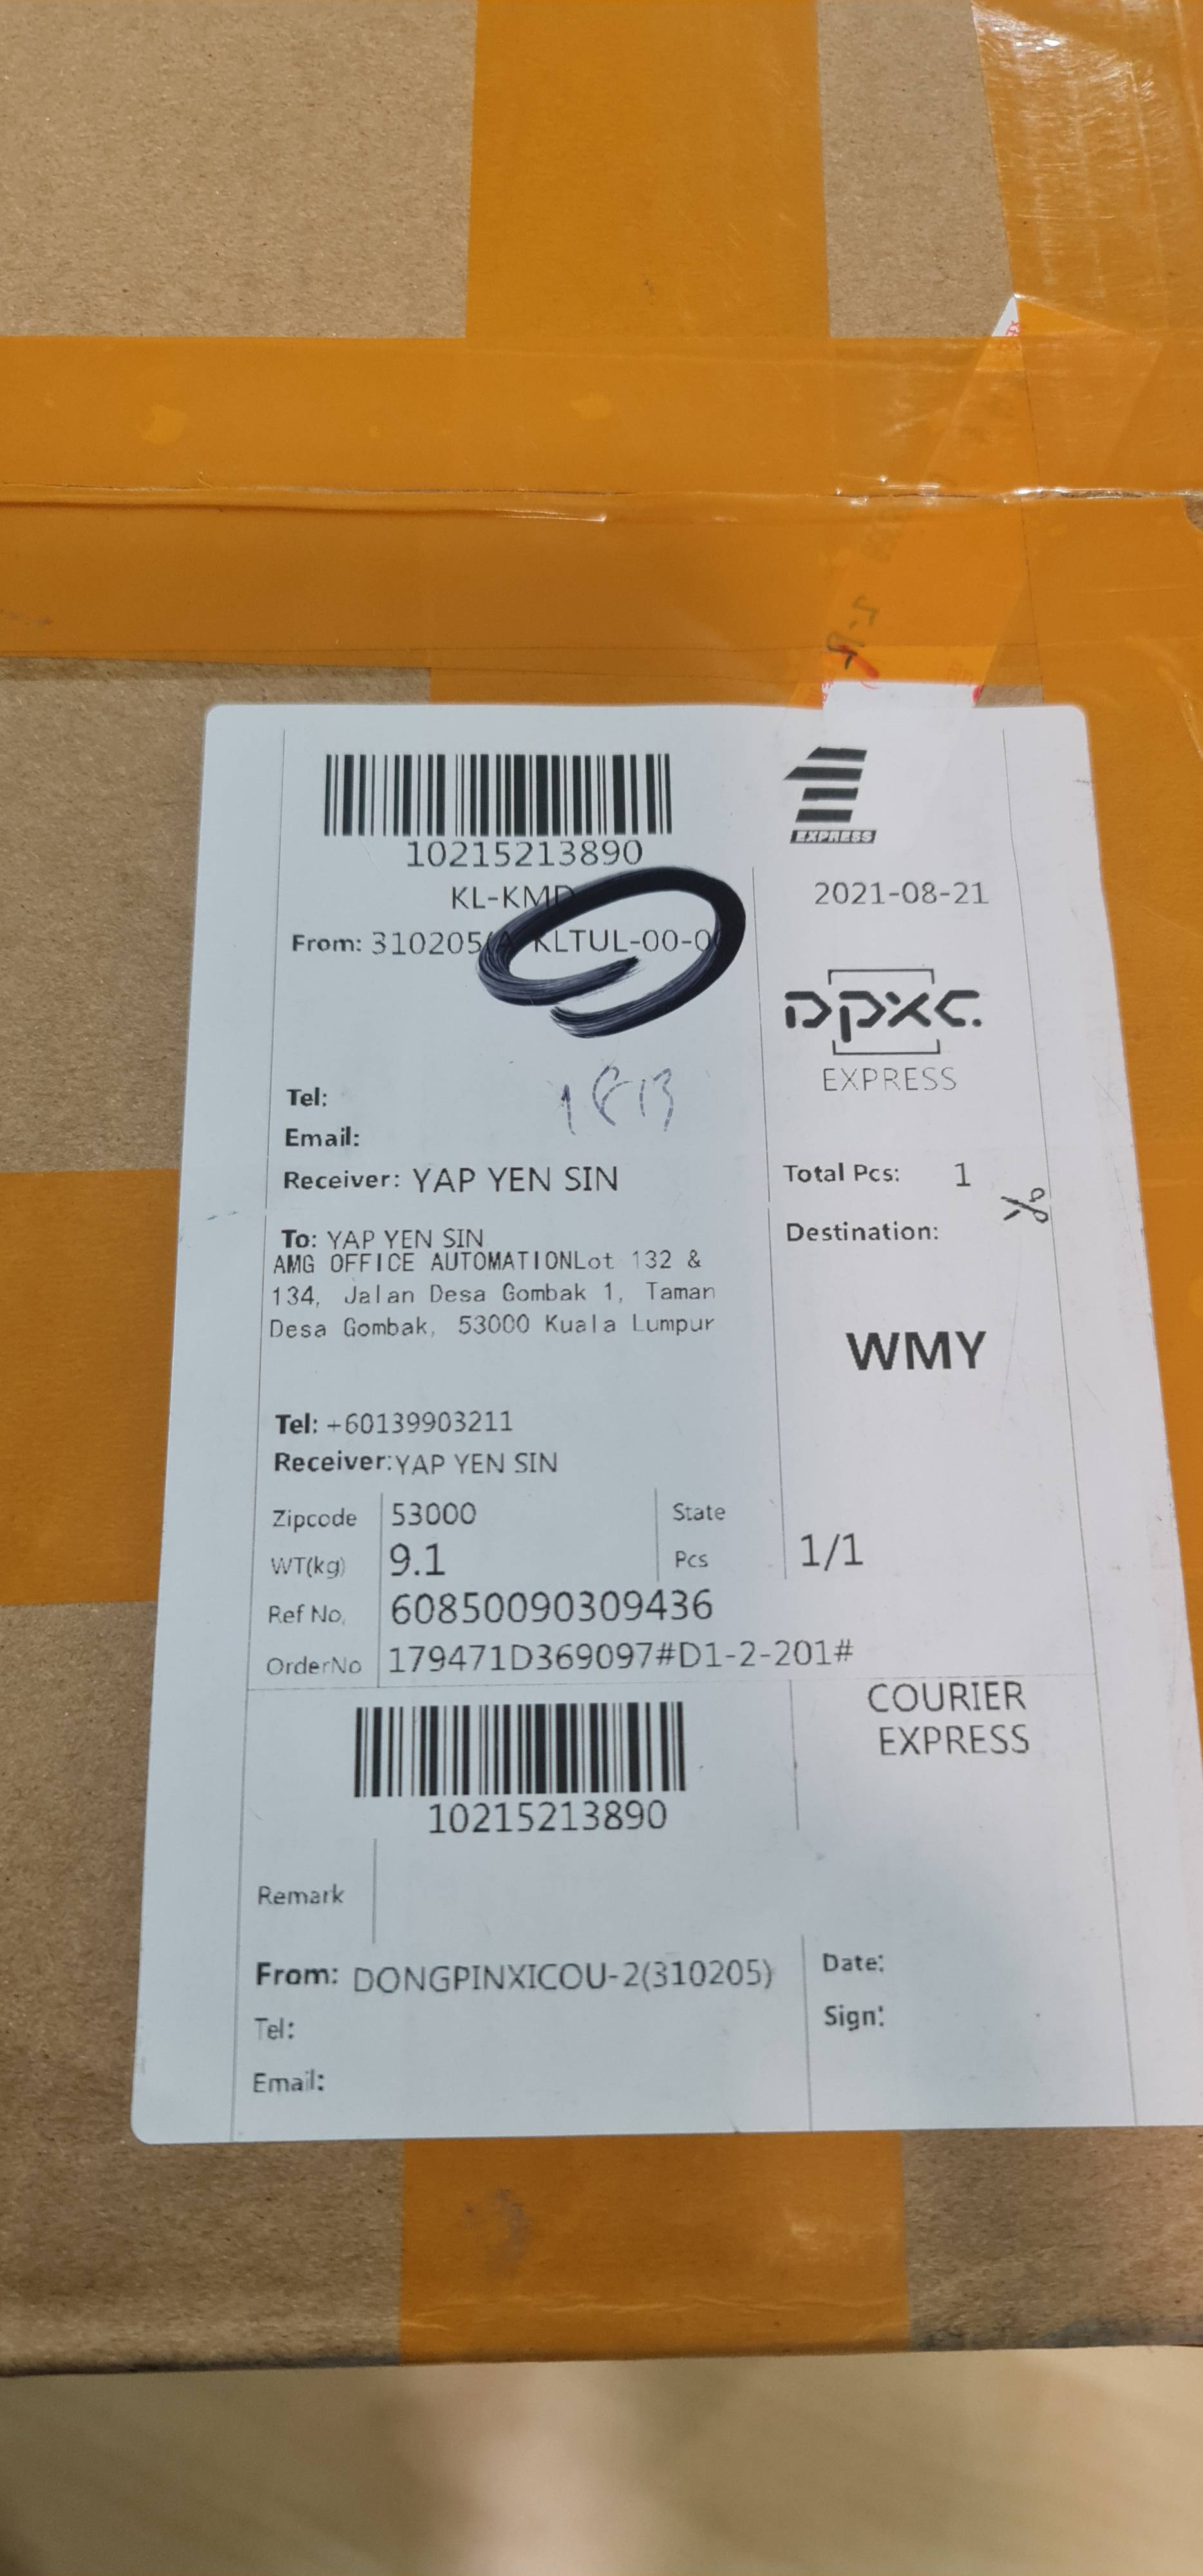 10215213890
KL-KMD
From: 310205(A KLTUL-00-0
EXPRESS
2021-08-21
DPXC.
EXPRESS
Tel:
1813
Email:
Receiver: YAP YEN SIN
Total Pcs: 1
To: YAP YEN SIN
AMG OFFICE AUTOMATIONLot 132 &
134, Jalan Desa Gombak 1, Taman
Desa Gombak, 53000 Kuala Lumpur
Destination:
WMY
Tel: +60139903211
Receiver:YAP YEN SIN
Zipcode 53000 State
WT(kg) 9.1 Pcs 1/1
Ref No. 60850090309436
OrderNo 179471D369097#D1-2-201#
10215213890
COURIER
EXPRESS
Remark
From: DONGPINXICOU-2(310205)
Tel:
Email:
Date:
Sign: